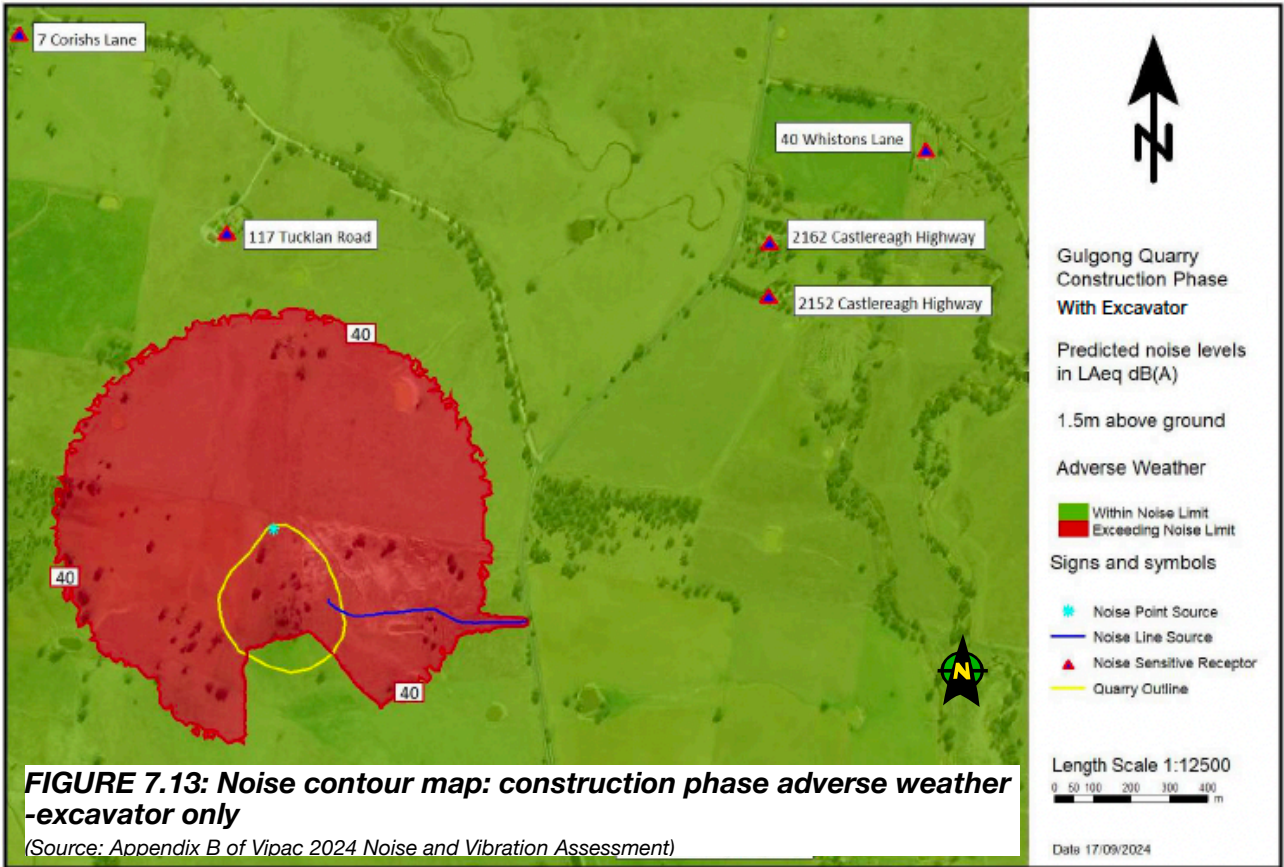 7 Corishs Lane
40 Whistons Lane
117 Tucklan Road
2162 Castlereagh Highway
2152 Castlereagh Highway
40
40
40
N
FIGURE 7.13: Noise contour map: construction phase adverse weather
-excavator only
(Source: Appendix B of Vipac 2024 Noise and Vibration Assessment)
N
Gulgong Quarry
Construction Phase
With Excavator
Predicted noise levels
in LAeq dB(A)
1.5m above ground
Adverse Weather
Within Noise Limit
Exceeding Noise Limit
Signs and symbols
Noise Point Source
Noise Line Source
Noise Sensitive Receptor
Quarry Outline
Length Scale 1:12500
0 50 100 200 300 400
m
Date 17/09/2024